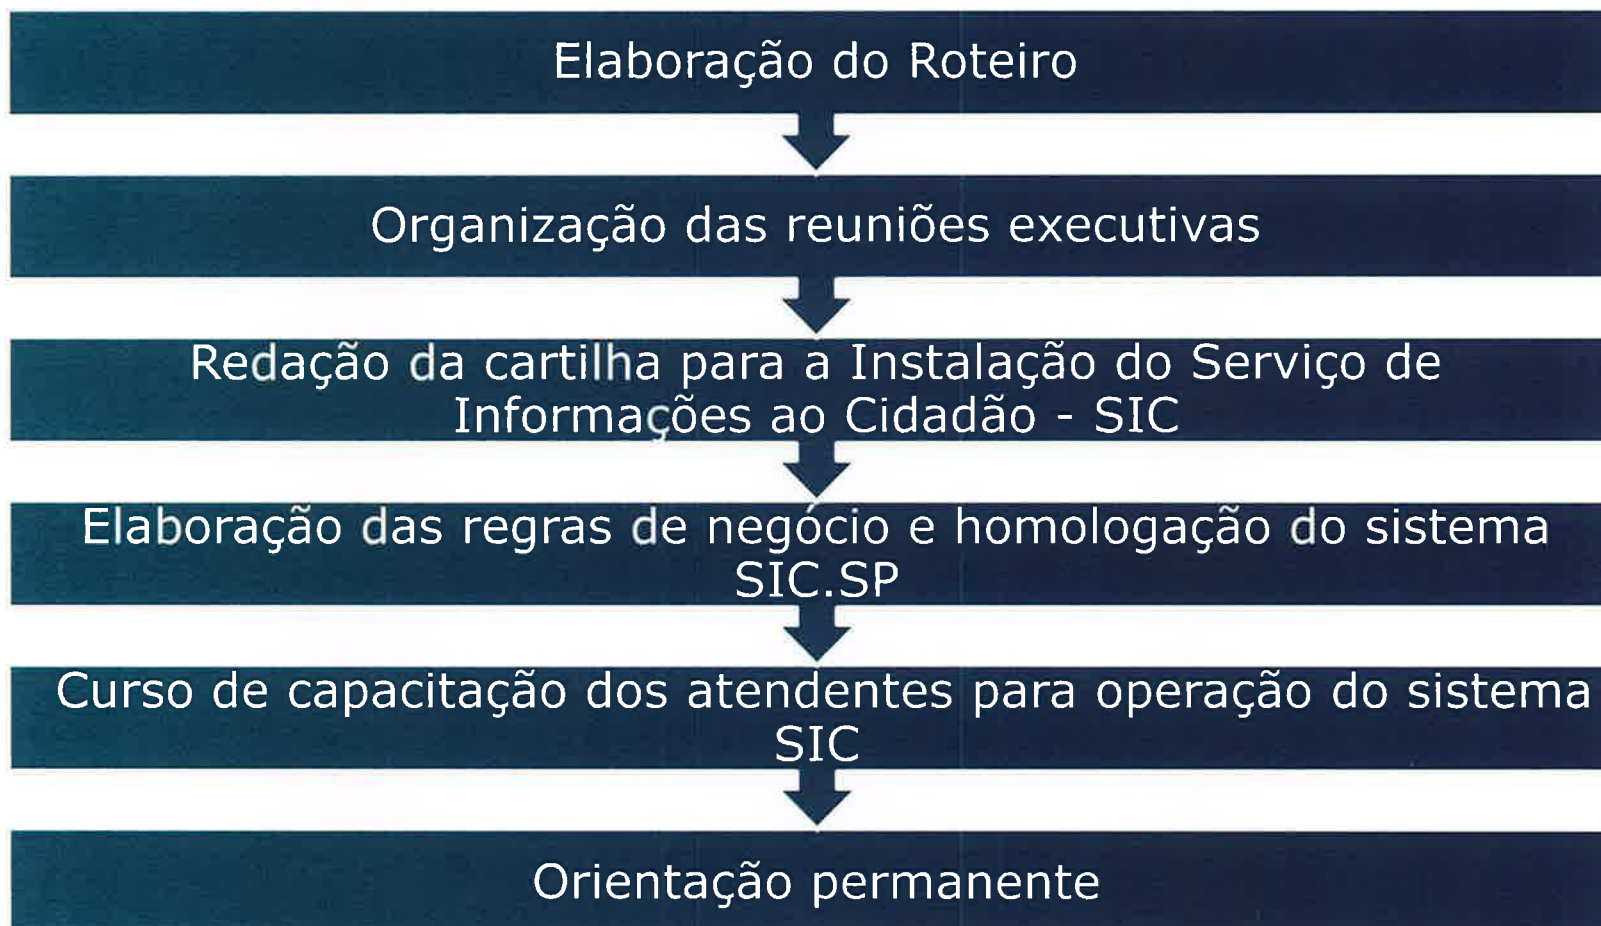 Elaboração do Roteiro
Organização das reuniões executivas
Redação da cartilha para a Instalação do Serviço de
Informações ao Cidadão - SIC
Elaboração das regras de negócio e homologação do sistema
SIC.SP
Curso de capacitação dos atendentes para operação do sistema
SIC
Orientação permanente